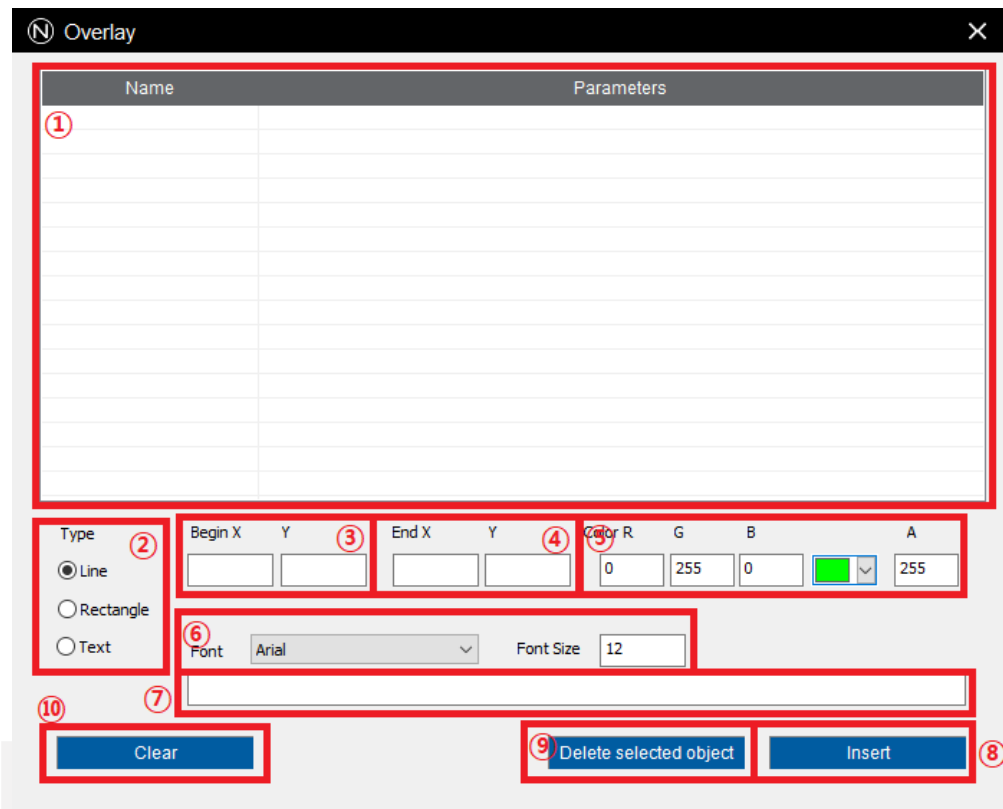 N Overlay
Name Parameters
①
Type ② Begin X Y ③ End X Y ④ Color R ⑤ G B A
Line 0 255 0 255
Rectangle
Text ⑥ Font Arial Font Size 12
⑦
⑩
Clear ⑨ Delete selected object Insert ⑧